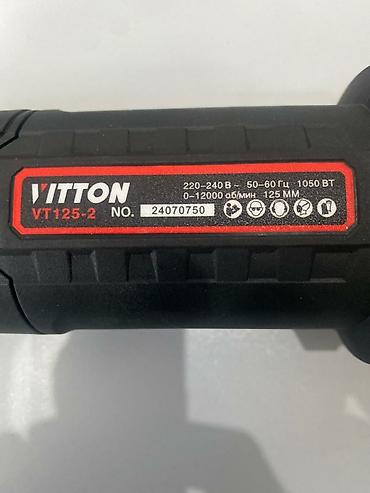 VITTON
220-240 В ~ 50-60 Гц 1050 ВТ
0-12000 об/мин 125 ММ
VT125-2 NO. 24070750